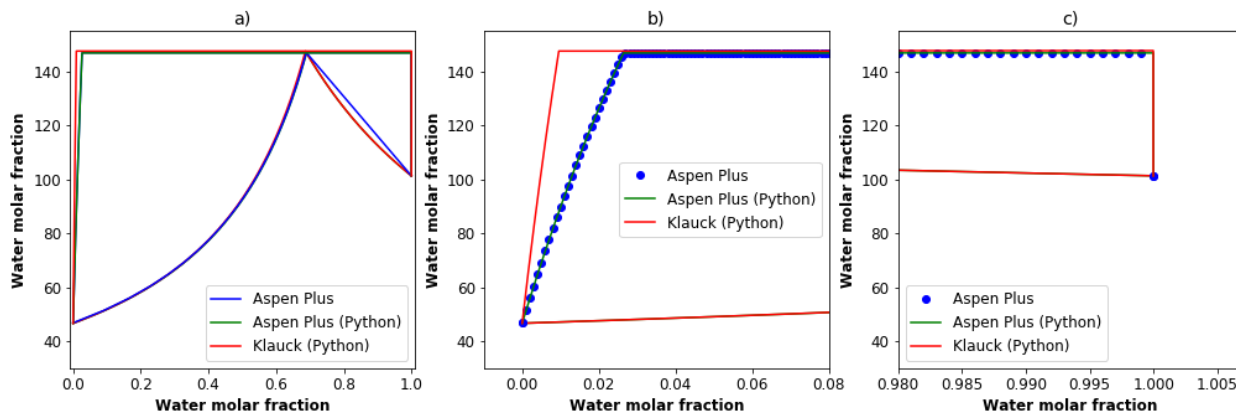 a)
Water molar fraction
140
120
100
80
60
40
Aspen Plus
Aspen Plus (Python)
Klauck (Python)
0.0 0.2 0.4 0.6 0.8 1.0
Water molar fraction
b)
Water molar fraction
140
120
100
80
60
40
Aspen Plus
Aspen Plus (Python)
Klauck (Python)
0.00 0.02 0.04 0.06 0.08
Water molar fraction
c)
Water molar fraction
140
120
100
80
60
40
Aspen Plus
Aspen Plus (Python)
Klauck (Python)
0.980 0.985 0.990 0.995 1.000 1.005
Water molar fraction